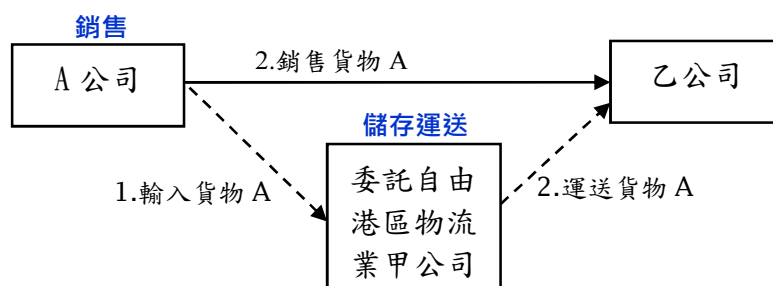 銷售
A 公司
2.銷售貨物 A
乙公司
儲存運送
1.輸入貨物 A
委託自由
港區物流
業甲公司
2.運送貨物 A